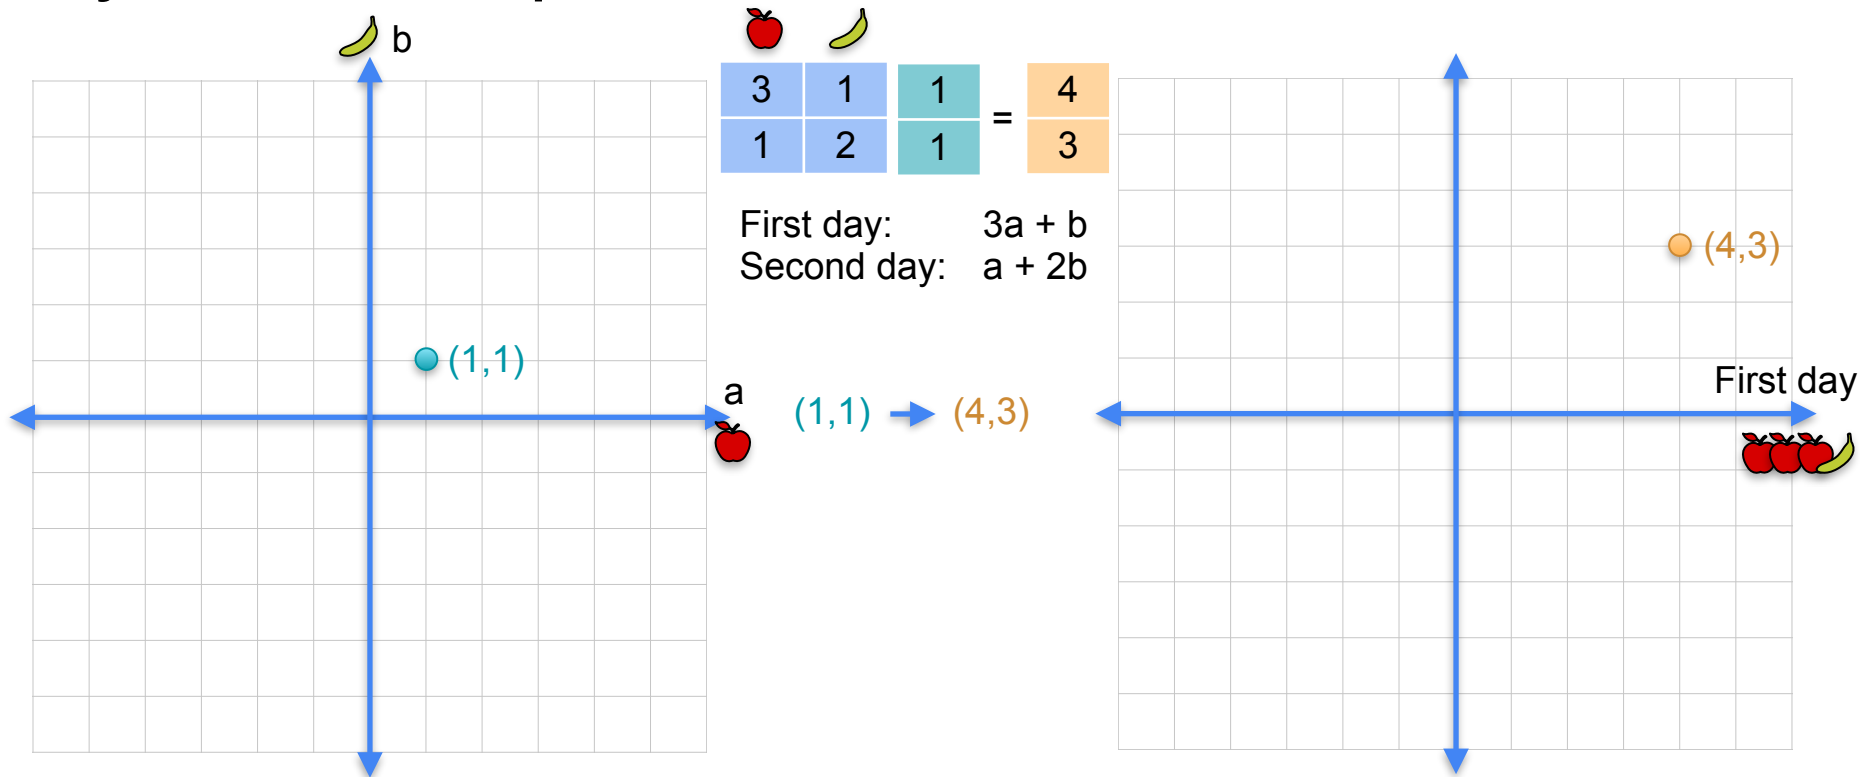 b
3 1 1 = 4
1 2 1 3
First day: 3a + b
Second day: a + 2b
(4,3)
(1,1)
a
(1,1) (4,3)
First day